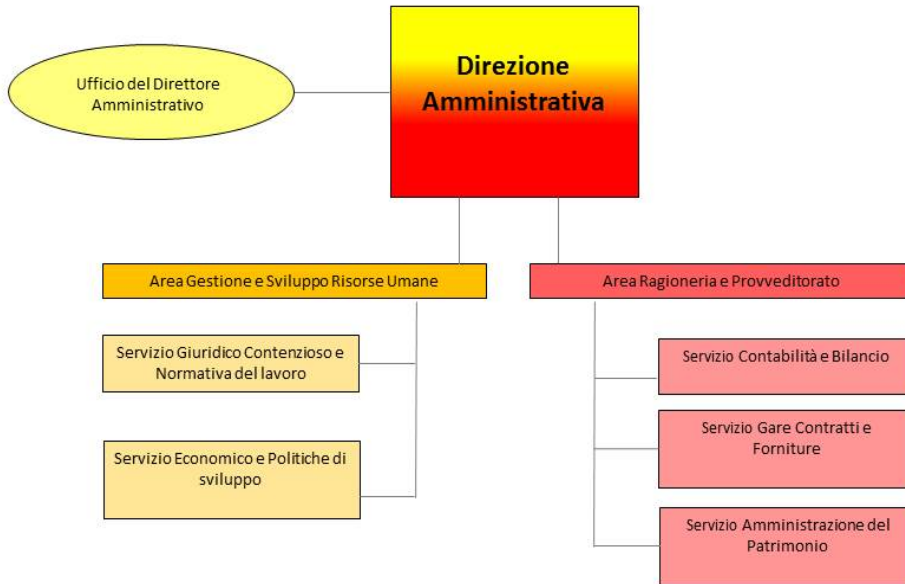 Direzione
Amministrativa
Ufficio del Direttore
Amministrativo
Area Gestione e Sviluppo Risorse Umane
Servizio Giuridico Contenzioso e
Normativa del lavoro
Servizio Economico e Politiche di
sviluppo
Area Ragioneria e Provveditorato
Servizio Contabilità e Bilancio
Servizio Gare Contratti e
Forniture
Servizio Amministrazione del
Patrimonio